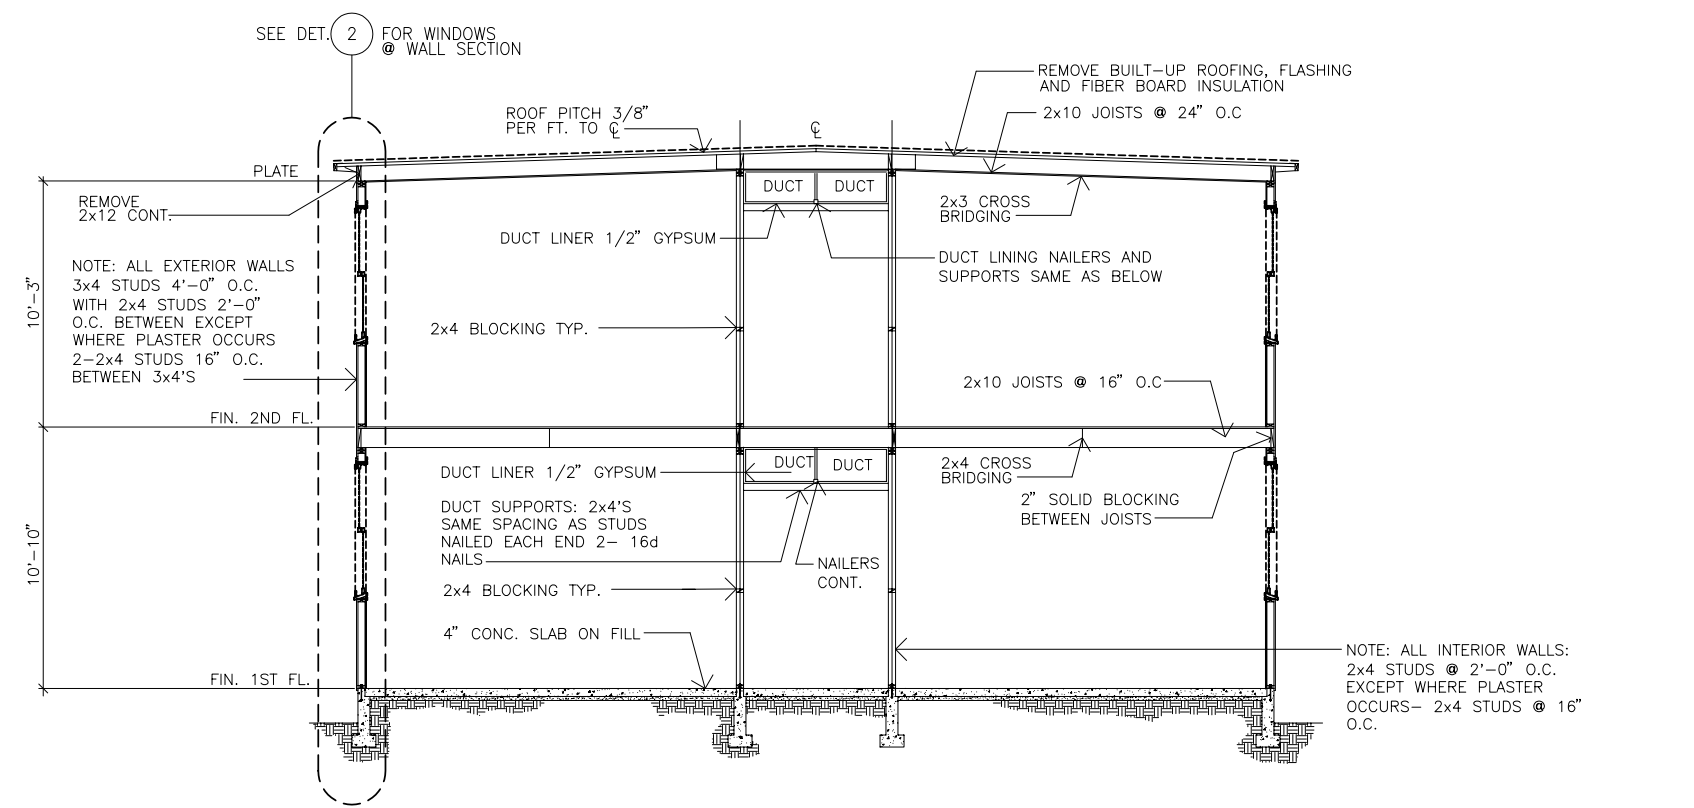 SEE DET. 2 FOR WINDOWS
@ WALL SECTION
REMOVE BUILT-UP ROOFING, FLASHING
AND FIBER BOARD INSULATION
ROOF PITCH 3/8"
PER FT. TO ℄
℄
2x10 JOISTS @ 24" O.C
PLATE
REMOVE
2x12 CONT.
DUCT
DUCT
2x3 CROSS
BRIDGING
DUCT LINER 1/2" GYPSUM
DUCT LINING NAILERS AND
SUPPORTS SAME AS BELOW
NOTE: ALL EXTERIOR WALLS
3x4 STUDS 4'-0" O.C.
WITH 2x4 STUDS 2'-0"
O.C. BETWEEN EXCEPT
WHERE PLASTER OCCURS
2-2x4 STUDS 16" O.C.
BETWEEN 3x4'S
10'-3"
2x4 BLOCKING TYP.
2x10 JOISTS @ 16" O.C
FIN. 2ND FL.
DUCT LINER 1/2" GYPSUM
DUCT
DUCT
2x4 CROSS
BRIDGING
2" SOLID BLOCKING
BETWEEN JOISTS
DUCT SUPPORTS: 2x4'S
SAME SPACING AS STUDS
NAILED EACH END 2- 16d
NAILS
NAILERS
CONT.
10'-10"
2x4 BLOCKING TYP.
4" CONC. SLAB ON FILL
FIN. 1ST FL.
NOTE: ALL INTERIOR WALLS:
2x4 STUDS @ 2'-0" O.C.
EXCEPT WHERE PLASTER
OCCURS- 2x4 STUDS @ 16"
O.C.